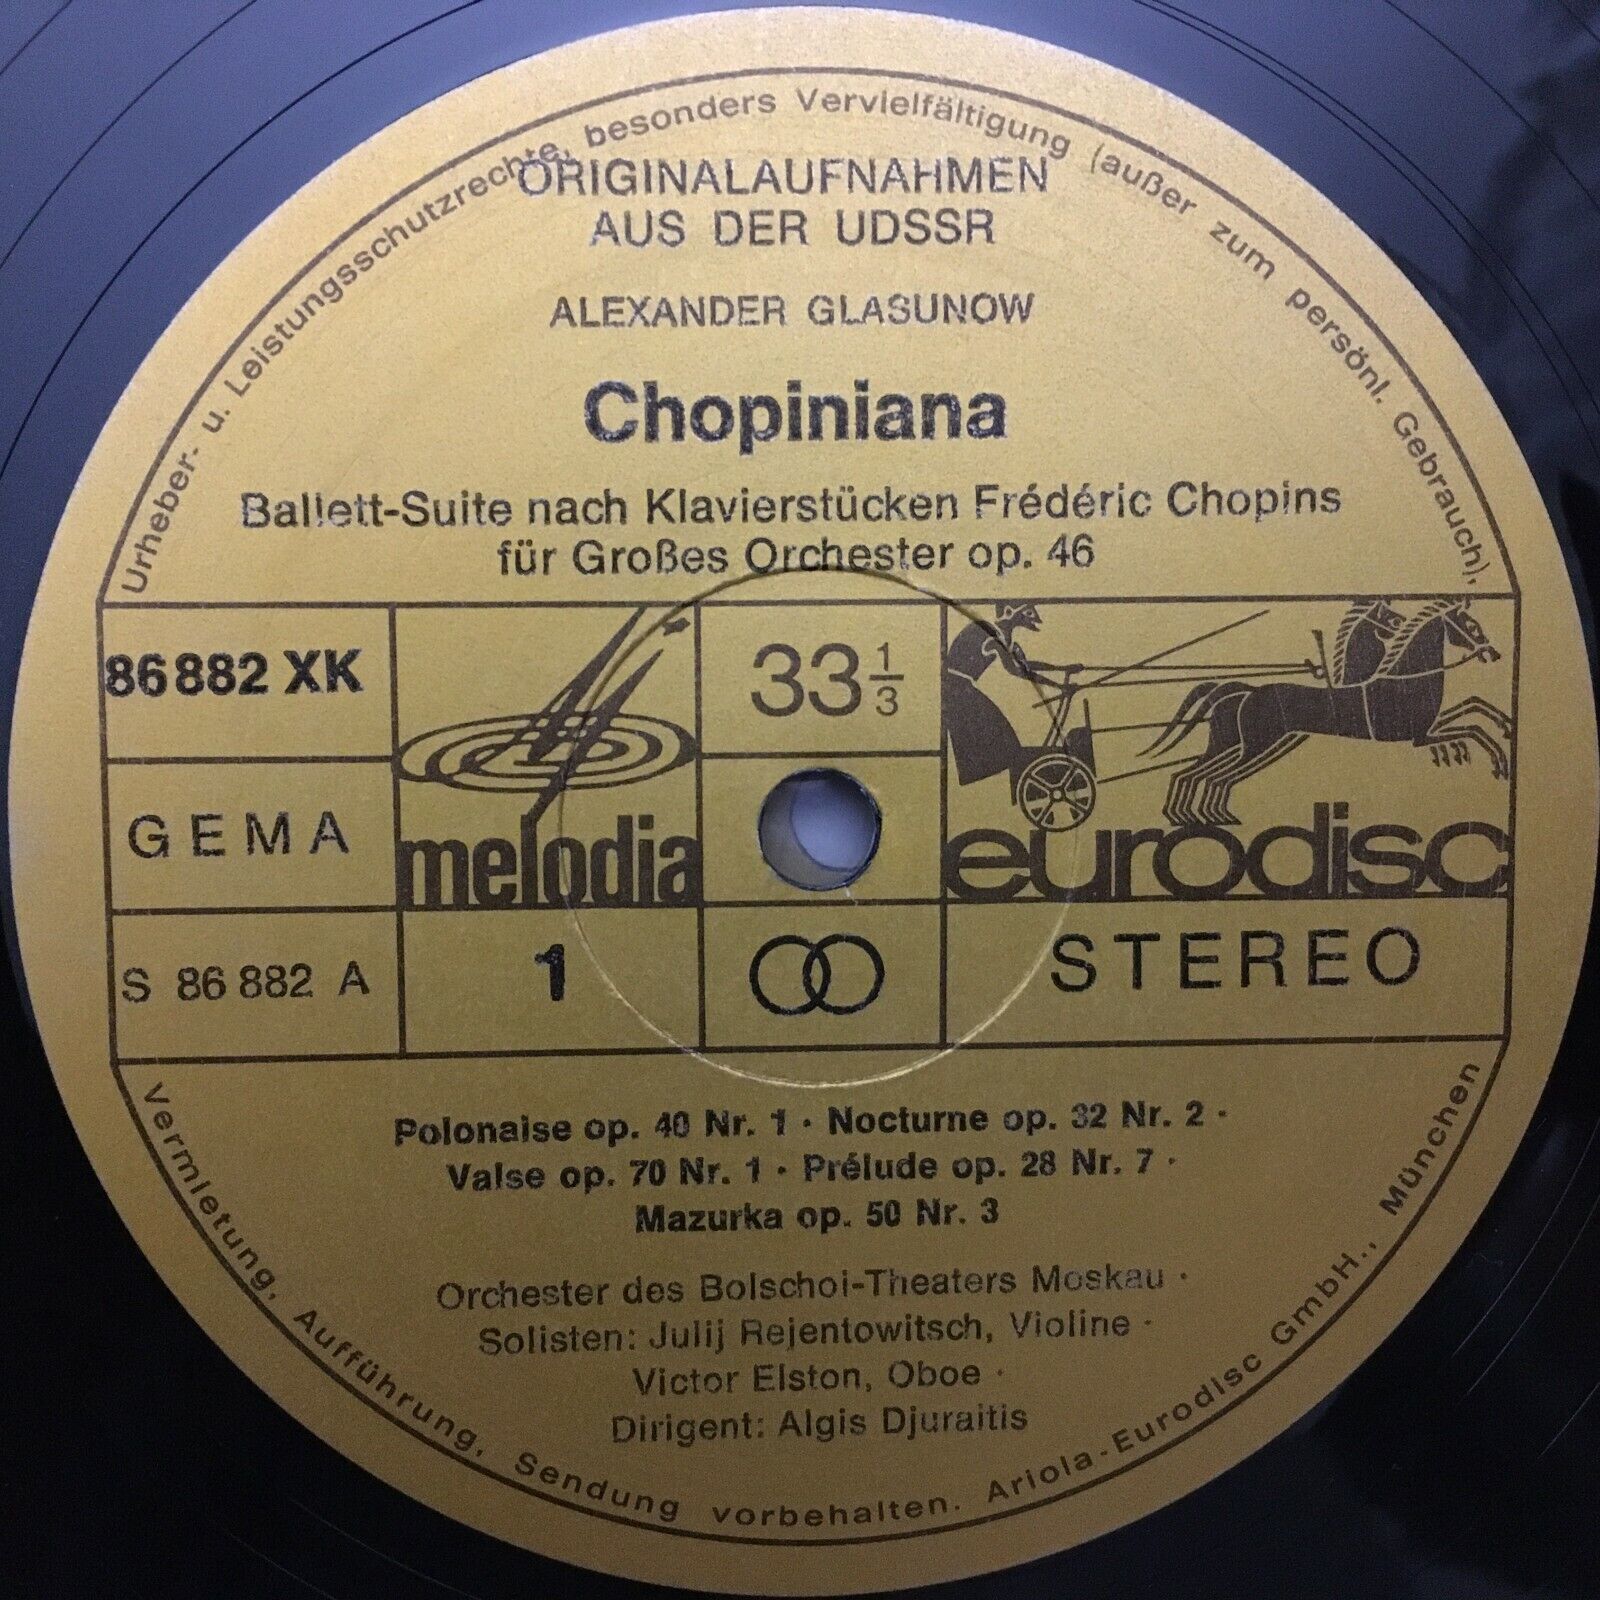 Urheber- u. Leistungsschutzrechte, besonders Vervielfältigung (außer zum persönl. Gebrauch),
ORIGINALAUFNAHMEN
AUS DER UDSSR
ALEXANDER GLASUNOW
Chopiniana
Ballett-Suite nach Klavierstücken Frédéric Chopins
für Großes Orchester op. 46
86 882 XK
33 1/3
GEMA
melodia
eurodisc
S 86 882 A
1
STEREO
Polonaise op. 40 Nr. 1 · Nocturne op. 32 Nr. 2 ·
Valse op. 70 Nr. 1 · Prélude op. 28 Nr. 7 ·
Mazurka op. 50 Nr. 3
Orchester des Bolschoi-Theaters Moskau ·
Solisten: Julij Rejentowitsch, Violine ·
Victor Elston, Oboe ·
Dirigent: Algis Djuraitis
Vermietung, Aufführung, Sendung vorbehalten. Ariola-Eurodisc GmbH., München